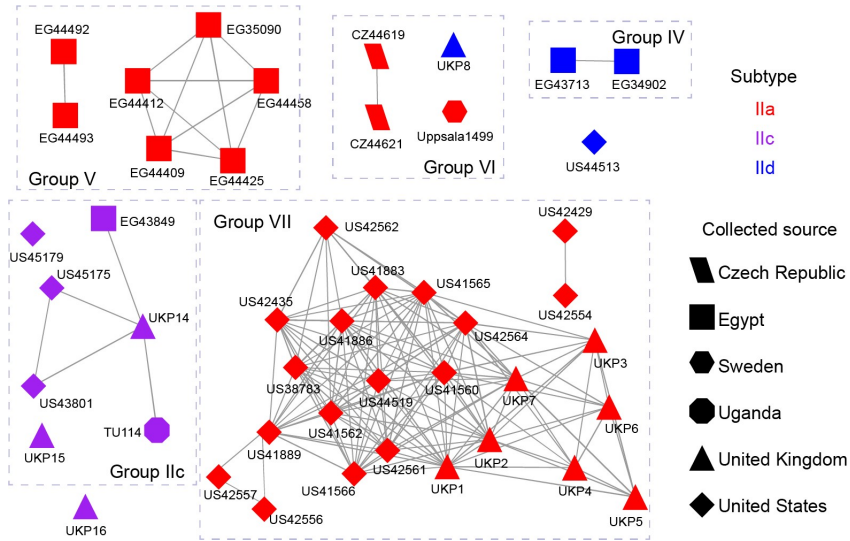 EG44492
EG35090
EG44412
EG44458
EG44493
EG44409
EG44425
Group V
CZ44619
UKP8
CZ44621
Uppsala1499
Group VI
Group IV
EG43713
EG34902
US44513
Subtype
IIa
IIc
IId
EG43849
US45179
US45175
UKP14
US43801
TU114
UKP15
Group IIc
UKP16
Group VII
US42562
US42429
US41883
US41565
US42435
US42554
US41886
US42564
UKP3
US38783
US44519
US41560
UKP7
US41562
UKP6
US41889
UKP2
US42561
US42557
US41566
UKP1
UKP4
US42556
UKP5
Collected source
Czech Republic
Egypt
Sweden
Uganda
United Kingdom
United States